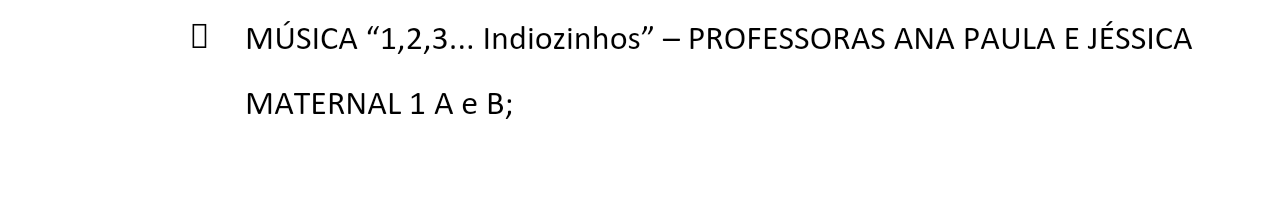 MÚSICA “1,2,3... Indiozinhos” – PROFESSORAS ANA PAULA E JÉSSICA
MATERNAL 1 A e B;